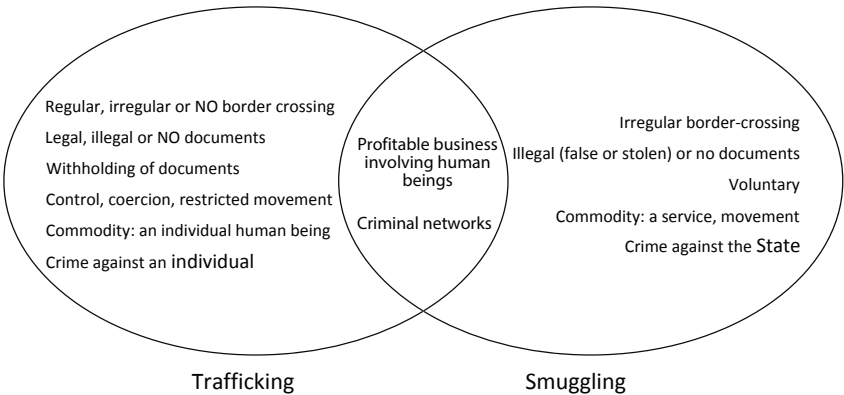 Regular, irregular or NO border crossing
Legal, illegal or NO documents
Withholding of documents
Control, coercion, restricted movement
Commodity: an individual human being
Crime against an individual
Profitable business
involving human
beings
Criminal networks
Irregular border-crossing
Illegal (false or stolen) or no documents
Voluntary
Commodity: a service, movement
Crime against the State
Trafficking
Smuggling